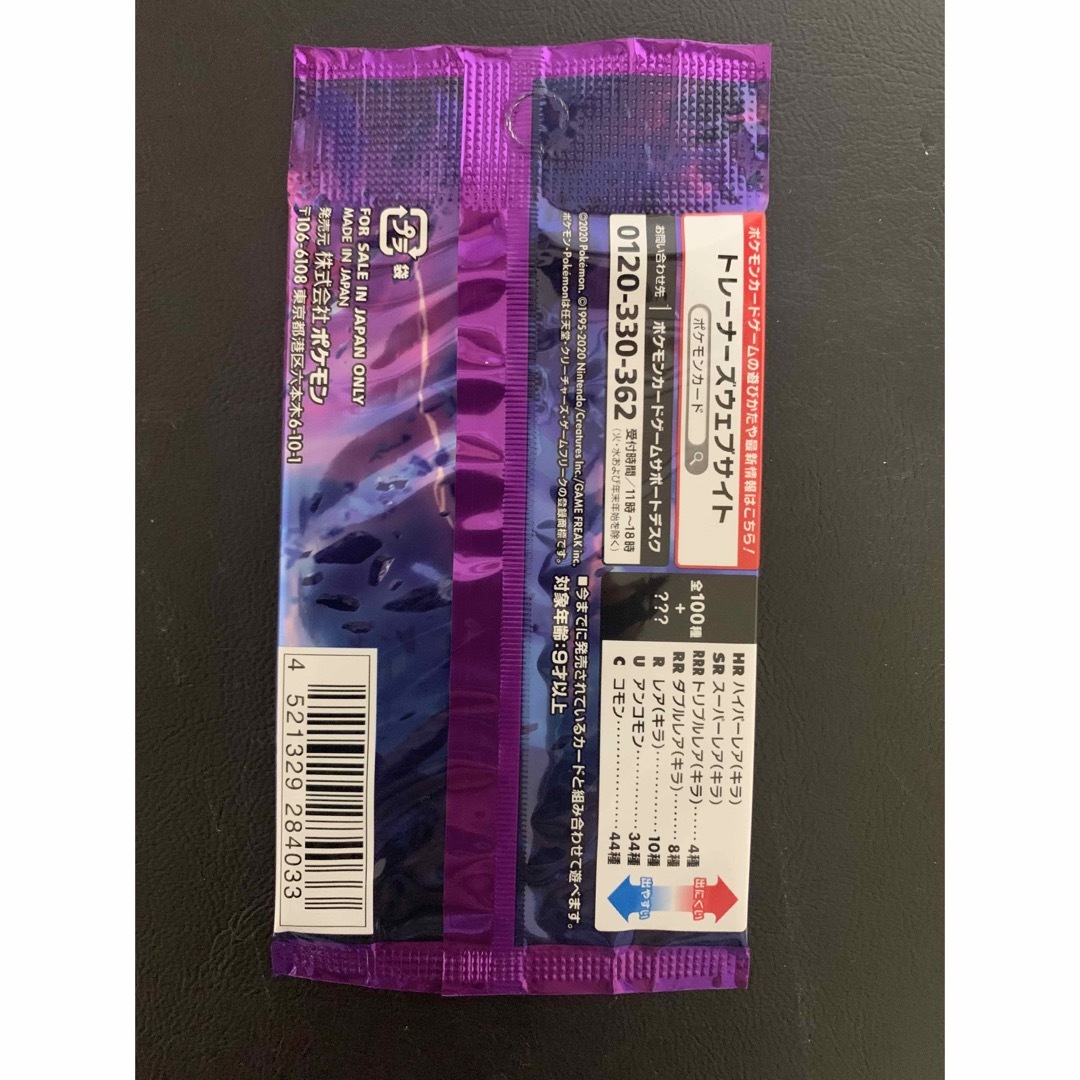 ポケモンカードゲームの遊びかたや最新情報はこちら!
トレーナーズウェブサイト
ポケモンカード
お問い合わせ先 ポケモンカードゲームサポートデスク
0120-330-362 受付時間/11時~18時
(火・水および年末年始を除く)
©2020 Pokémon. ©1995-2020 Nintendo/Creatures Inc./GAME FREAK inc.
ポケモン・Pokémonは任天堂・クリーチャーズ・ゲームフリークの登録商標です。
全100種
+
???
HR ハイパーレア(キラ)
SR スーパーレア(キラ)
RRR トリプルレア(キラ)……4種
RR ダブルレア(キラ)………8種
R レア(キラ)…………10種
U アンコモン…………34種
C コモン………………44種
出にくい
出やすい
■今までに発売されているカードと組み合わせて遊べます。
対象年齢:9才以上
プラ
袋
FOR SALE IN JAPAN ONLY
MADE IN JAPAN
発売元 株式会社ポケモン
〒106-6108 東京都港区六本木6-10-1
4 521329 284033